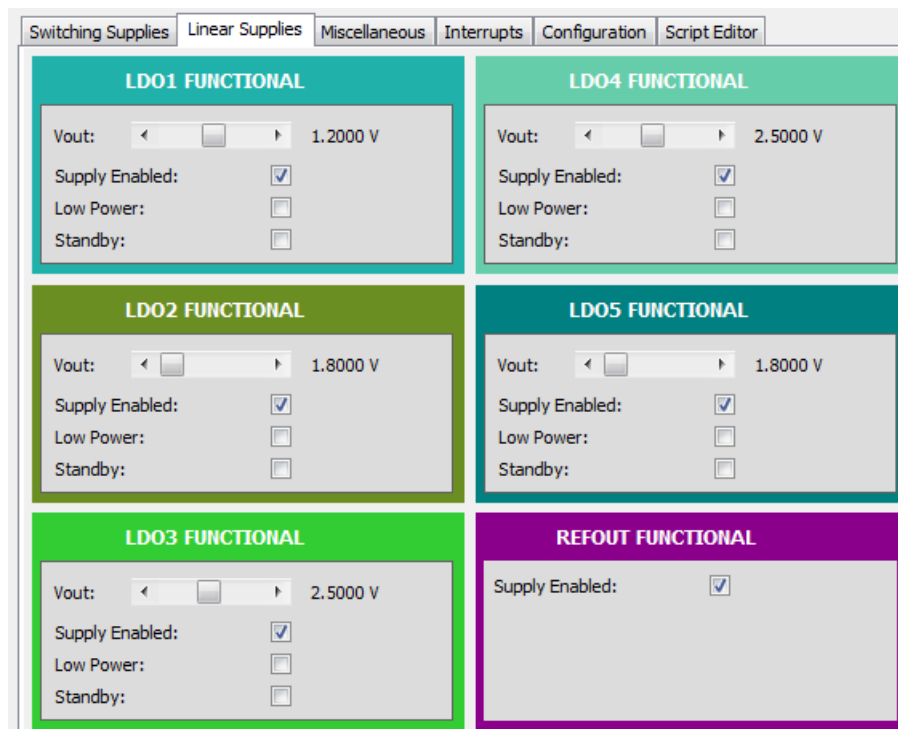 Switching Supplies Linear Supplies Miscellaneous Interrupts Configuration Script Editor
LDO1 FUNCTIONAL
Vout: 1.2000 V
Supply Enabled:
Low Power:
Standby:
LDO4 FUNCTIONAL
Vout: 2.5000 V
Supply Enabled:
Low Power:
Standby:
LDO2 FUNCTIONAL
Vout: 1.8000 V
Supply Enabled:
Low Power:
Standby:
LDO5 FUNCTIONAL
Vout: 1.8000 V
Supply Enabled:
Low Power:
Standby:
LDO3 FUNCTIONAL
Vout: 2.5000 V
Supply Enabled:
Low Power:
Standby:
REFOUT FUNCTIONAL
Supply Enabled: